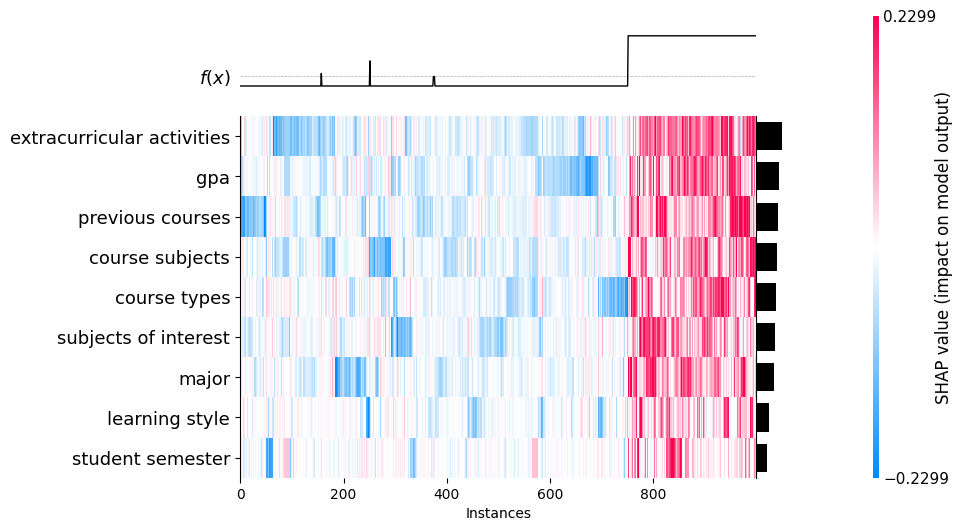 0.2299
f(x)
extracurricular activities
gpa
previous courses
course subjects
course types
subjects of interest
major
learning style
student semester
0 200 400 600 800
Instances
−0.2299
SHAP value (impact on model output)